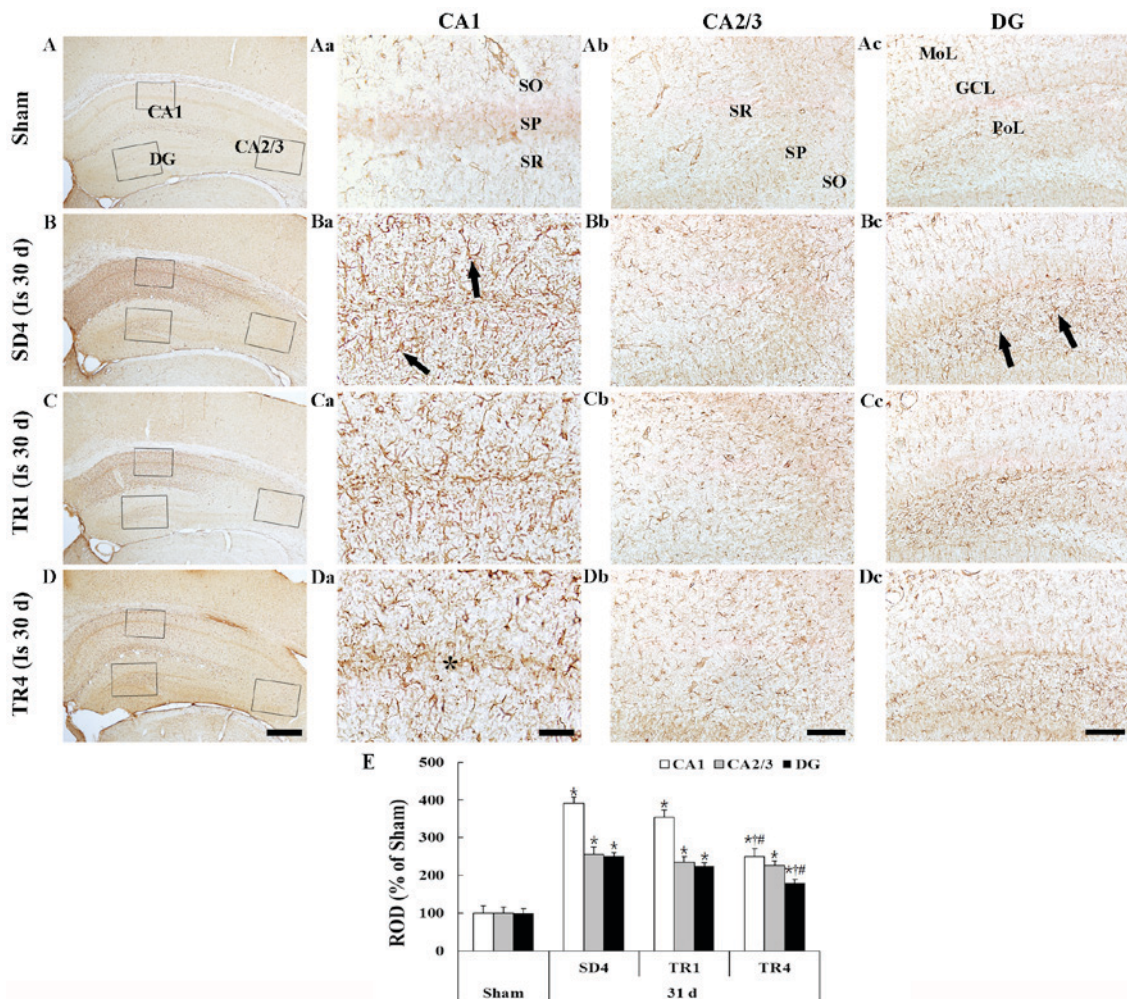 CA1 CA2/3 DG
Sham
A CA1 DG CA2/3
Aa SO SP SR
Ab SR SP SO
Ac MoL GCL PoL
SD4 (Is 30 d)
B
Ba
Bb
Bc
TR1 (Is 30 d)
C
Ca
Cb
Cc
TR4 (Is 30 d)
D
Da *
Db
Dc
E
ROD (% of Sham)
500
400
300
200
100
0
CA1 CA2/3 DG
* * *
* * *
*†# * *†#
SD4 TR1 TR4
Sham 31 d